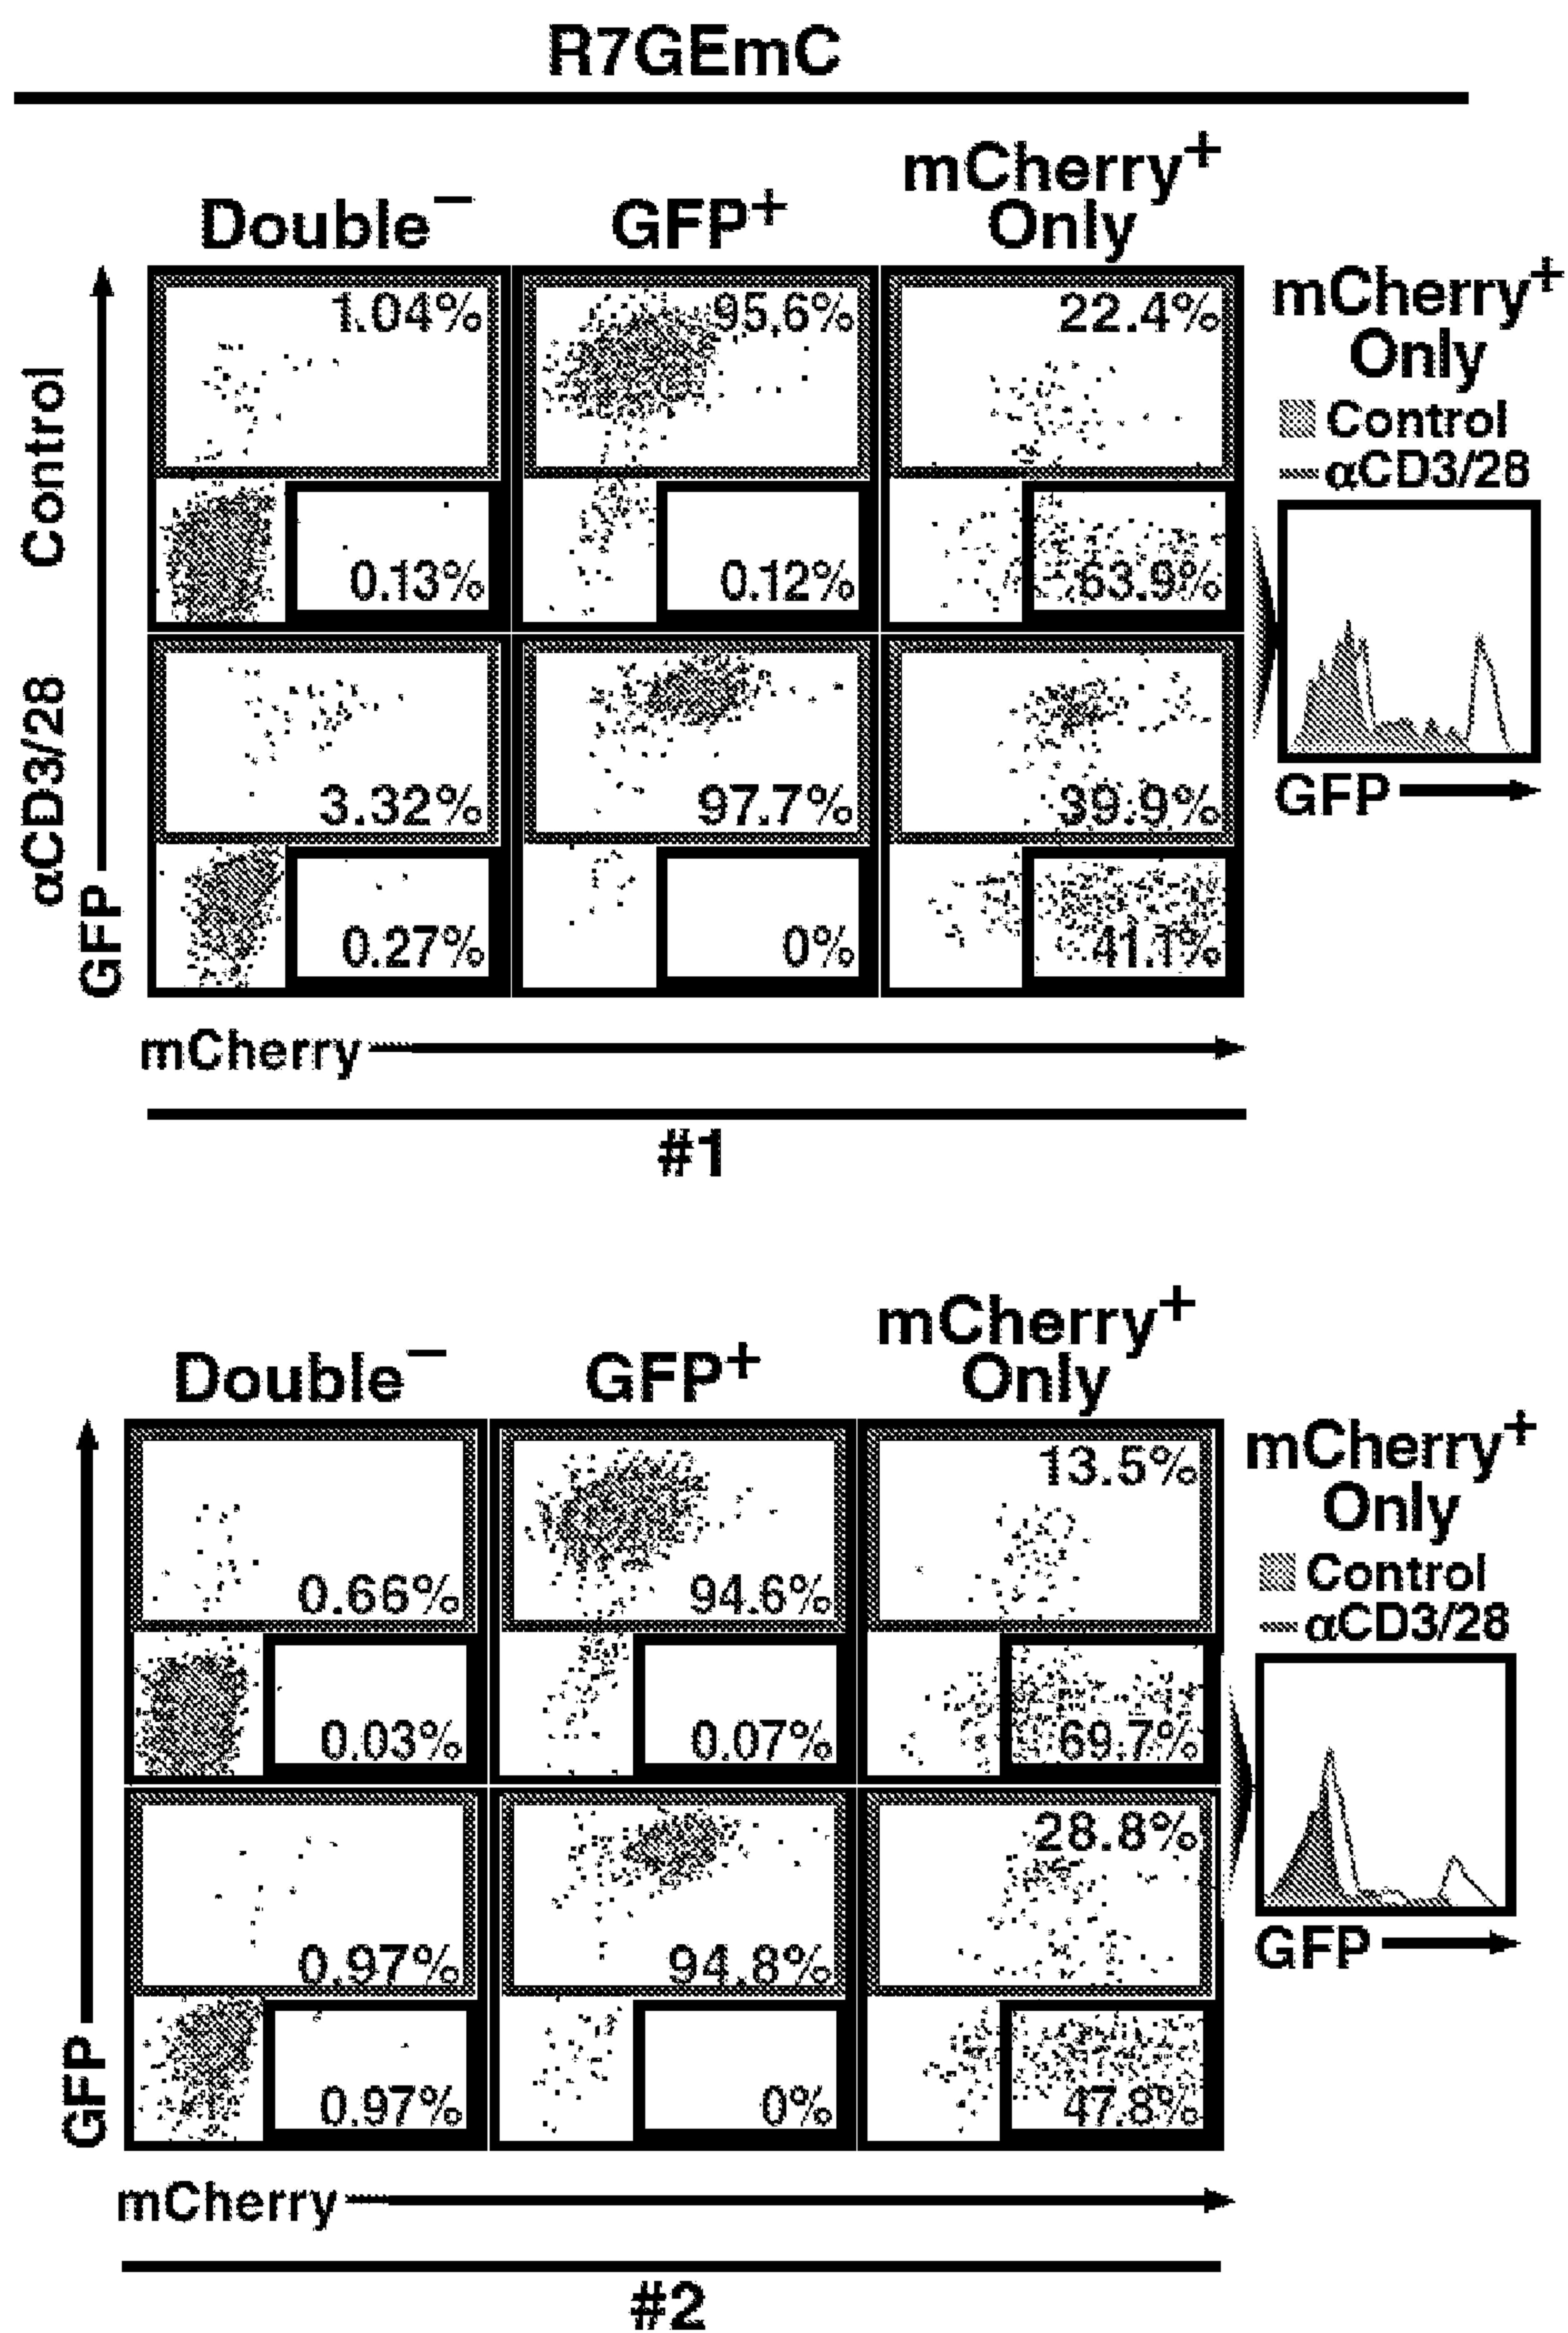 R7GEmC
Double⁻
GFP⁺
mCherry⁺
Only
Control
1.04%
95.6%
22.4%
0.13%
0.12%
63.9%
αCD3/28
3.32%
97.7%
39.9%
0.27%
0%
41.1%
GFP
mCherry
#1
mCherry⁺
Only
Control
αCD3/28
GFP
Double⁻
GFP⁺
mCherry⁺
Only
0.66%
94.6%
13.5%
0.03%
0.07%
69.7%
0.97%
94.8%
28.8%
0.97%
0%
47.8%
GFP
mCherry
#2
mCherry⁺
Only
Control
αCD3/28
GFP